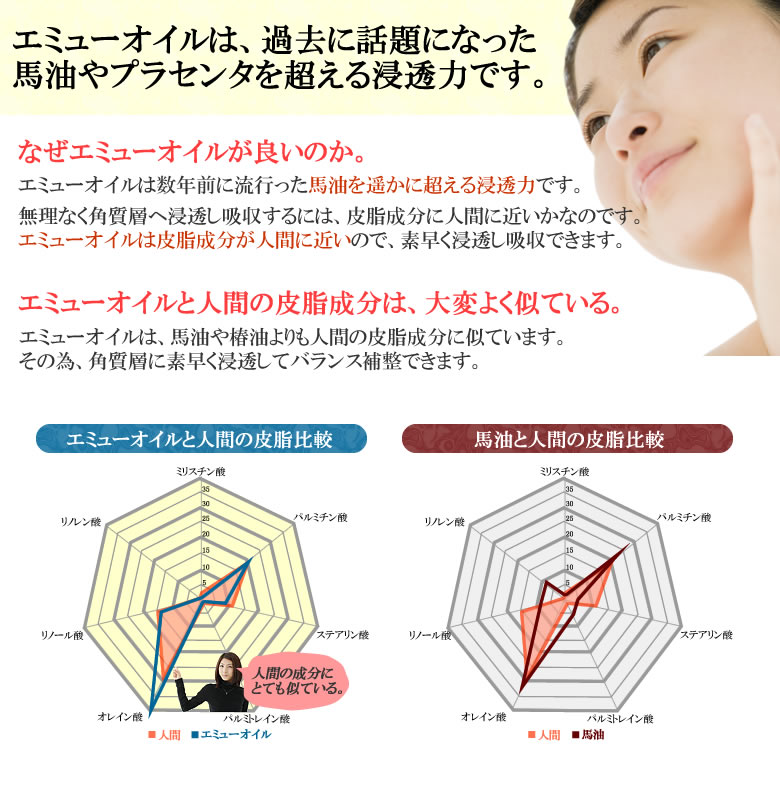 エミューオイルは、過去に話題になった
馬油やプラセンタを超える浸透力です。
なぜエミューオイルが良いのか。
エミューオイルは数年前に流行った馬油を遥かに超える浸透力です。
無理なく角質層へ浸透し吸収するには、皮脂成分に人間に近いかなのです。
エミューオイルは皮脂成分が人間に近いので、素早く浸透し吸収できます。
エミューオイルと人間の皮脂成分は、大変よく似ている。
エミューオイルは、馬油や椿油よりも人間の皮脂成分に似ています。
その為、角質層に素早く浸透してバランス補整できます。
エミューオイルと人間の皮脂比較
ミリスチン酸
パルミチン酸
ステアリン酸
パルミトレイン酸
オレイン酸
リノール酸
リノレン酸
35
30
25
20
15
10
5
人間の成分に
とても似ている。
人間 エミューオイル
馬油と人間の皮脂比較
ミリスチン酸
パルミチン酸
ステアリン酸
パルミトレイン酸
オレイン酸
リノール酸
リノレン酸
35
30
25
20
15
10
5
人間 馬油